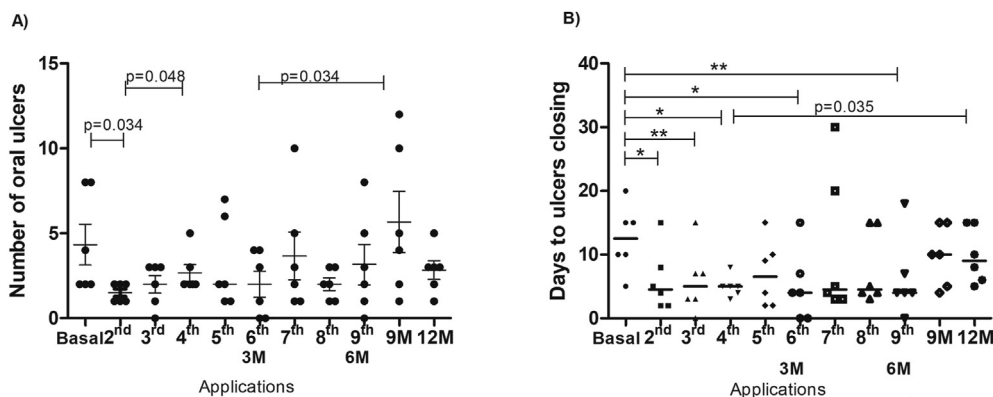 A)
Number of oral ulcers
15
10
5
0
p=0.034
p=0.048
p=0.034
Basal 2nd 3rd 4th 5th 6th 7th 8th 9th 9M 12M
3M 6M
Applications
B)
Days to ulcers closing
40
30
20
10
0
**
*
p=0.035
*
**
*
Basal 2nd 3rd 4th 5th 6th 7th 8th 9th 9M 12M
3M 6M
Applications